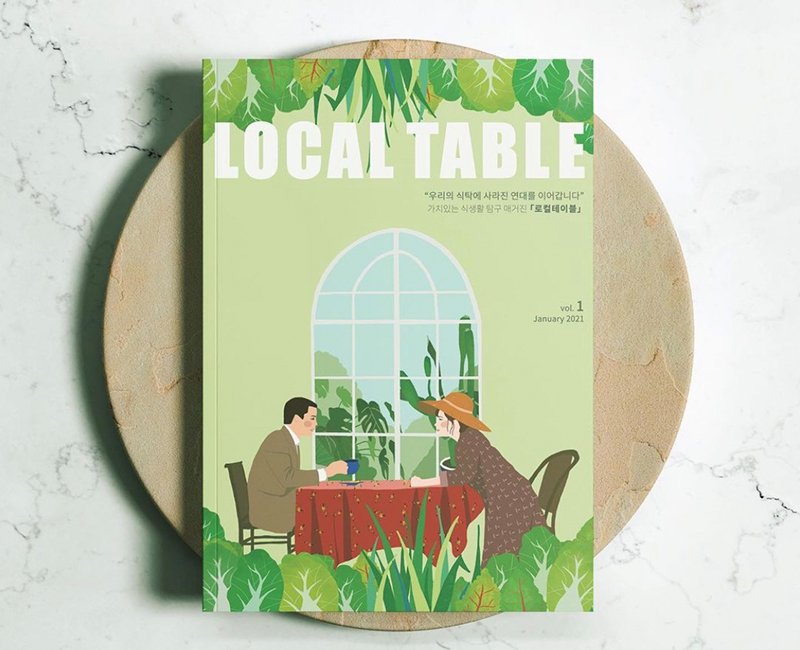 LOCAL TABLE
“우리의 식탁에 사라진 연대를 이어갑니다”
가치있는 식생활 탐구 매거진 「로컬테이블」
vol. 1
January 2021